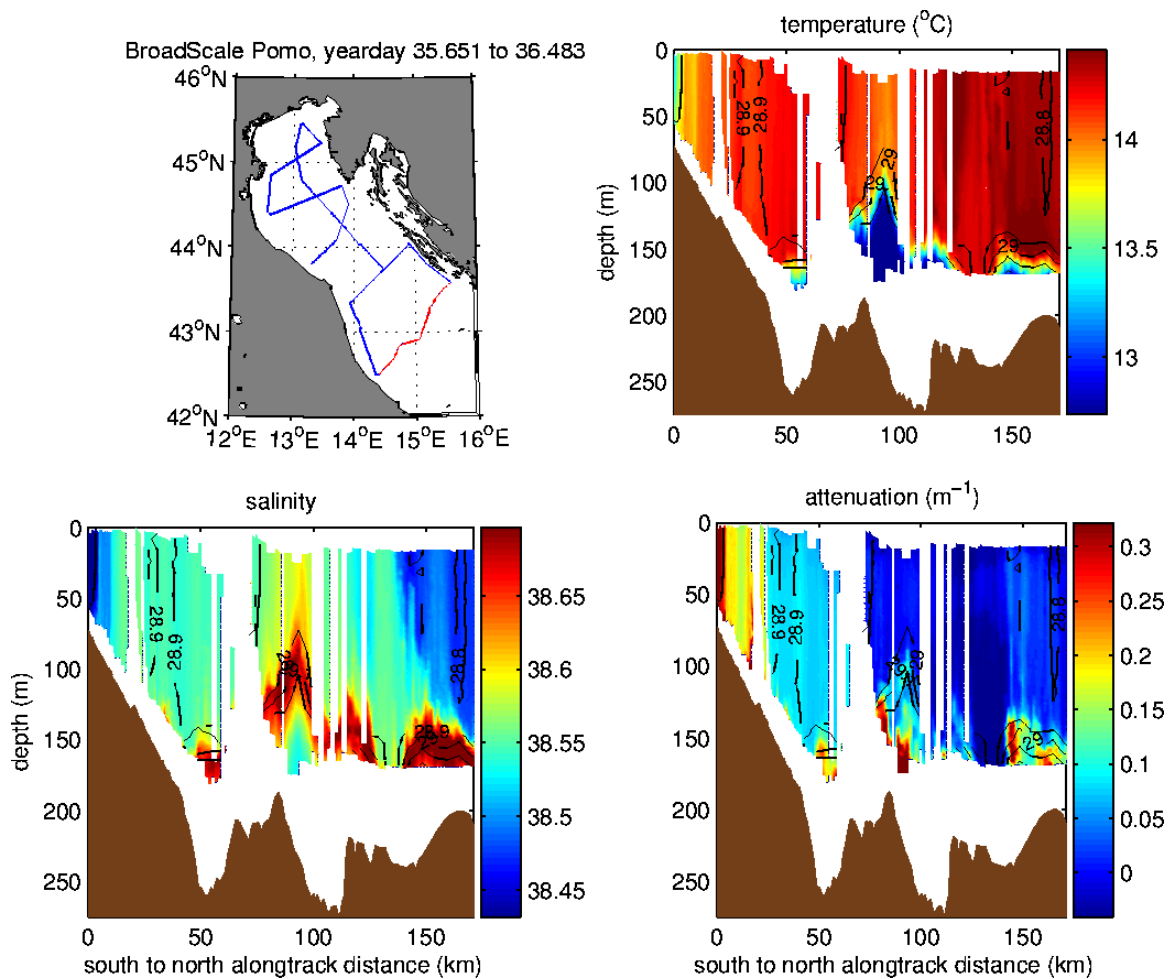 BroadScale Pomo, yearday 35.651 to 36.483
46°N
45°N
44°N
43°N
42°N
12°E 13°E 14°E 15°E 16°E
temperature (°C)
depth (m)
0
50
100
150
200
250
0 50 100 150
14
13.5
13
28.9
28.9
29
29
29
28.8
salinity
depth (m)
0
50
100
150
200
250
0 50 100 150
south to north alongtrack distance (km)
38.65
38.6
38.55
38.5
38.45
28.9
28.9
28.9
28.8
attenuation (m⁻¹)
0
50
100
150
200
250
0 50 100 150
south to north alongtrack distance (km)
0.3
0.25
0.2
0.15
0.1
0.05
0
28.9
28.9
29
29
29
28.8